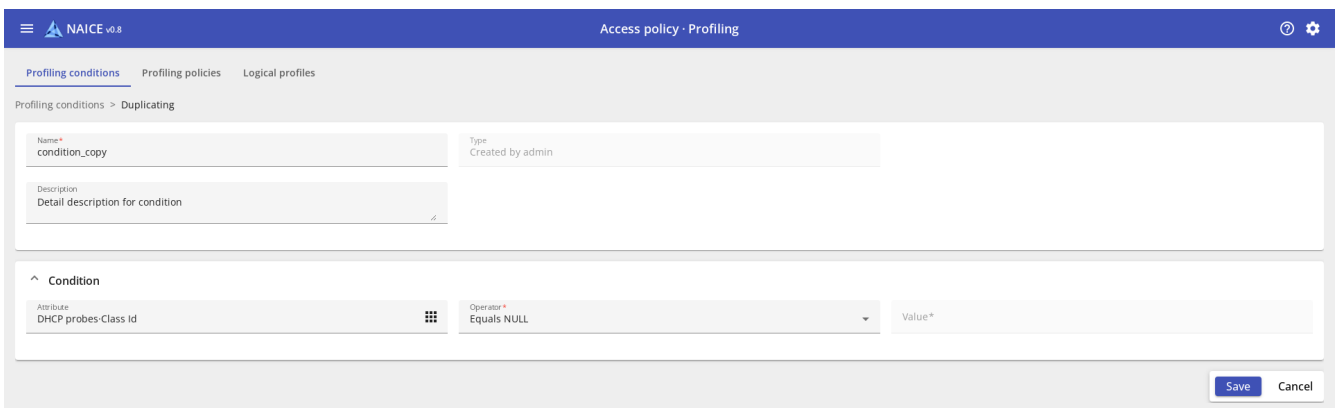 NAICE v0.8
Access policy · Profiling
Profiling conditions Profiling policies Logical profiles
Profiling conditions > Duplicating
Name*
condition_copy
Type
Created by admin
Description
Detail description for condition
Condition
Attribute
DHCP probes·Class Id
Operator*
Equals NULL
Value*
Save Cancel